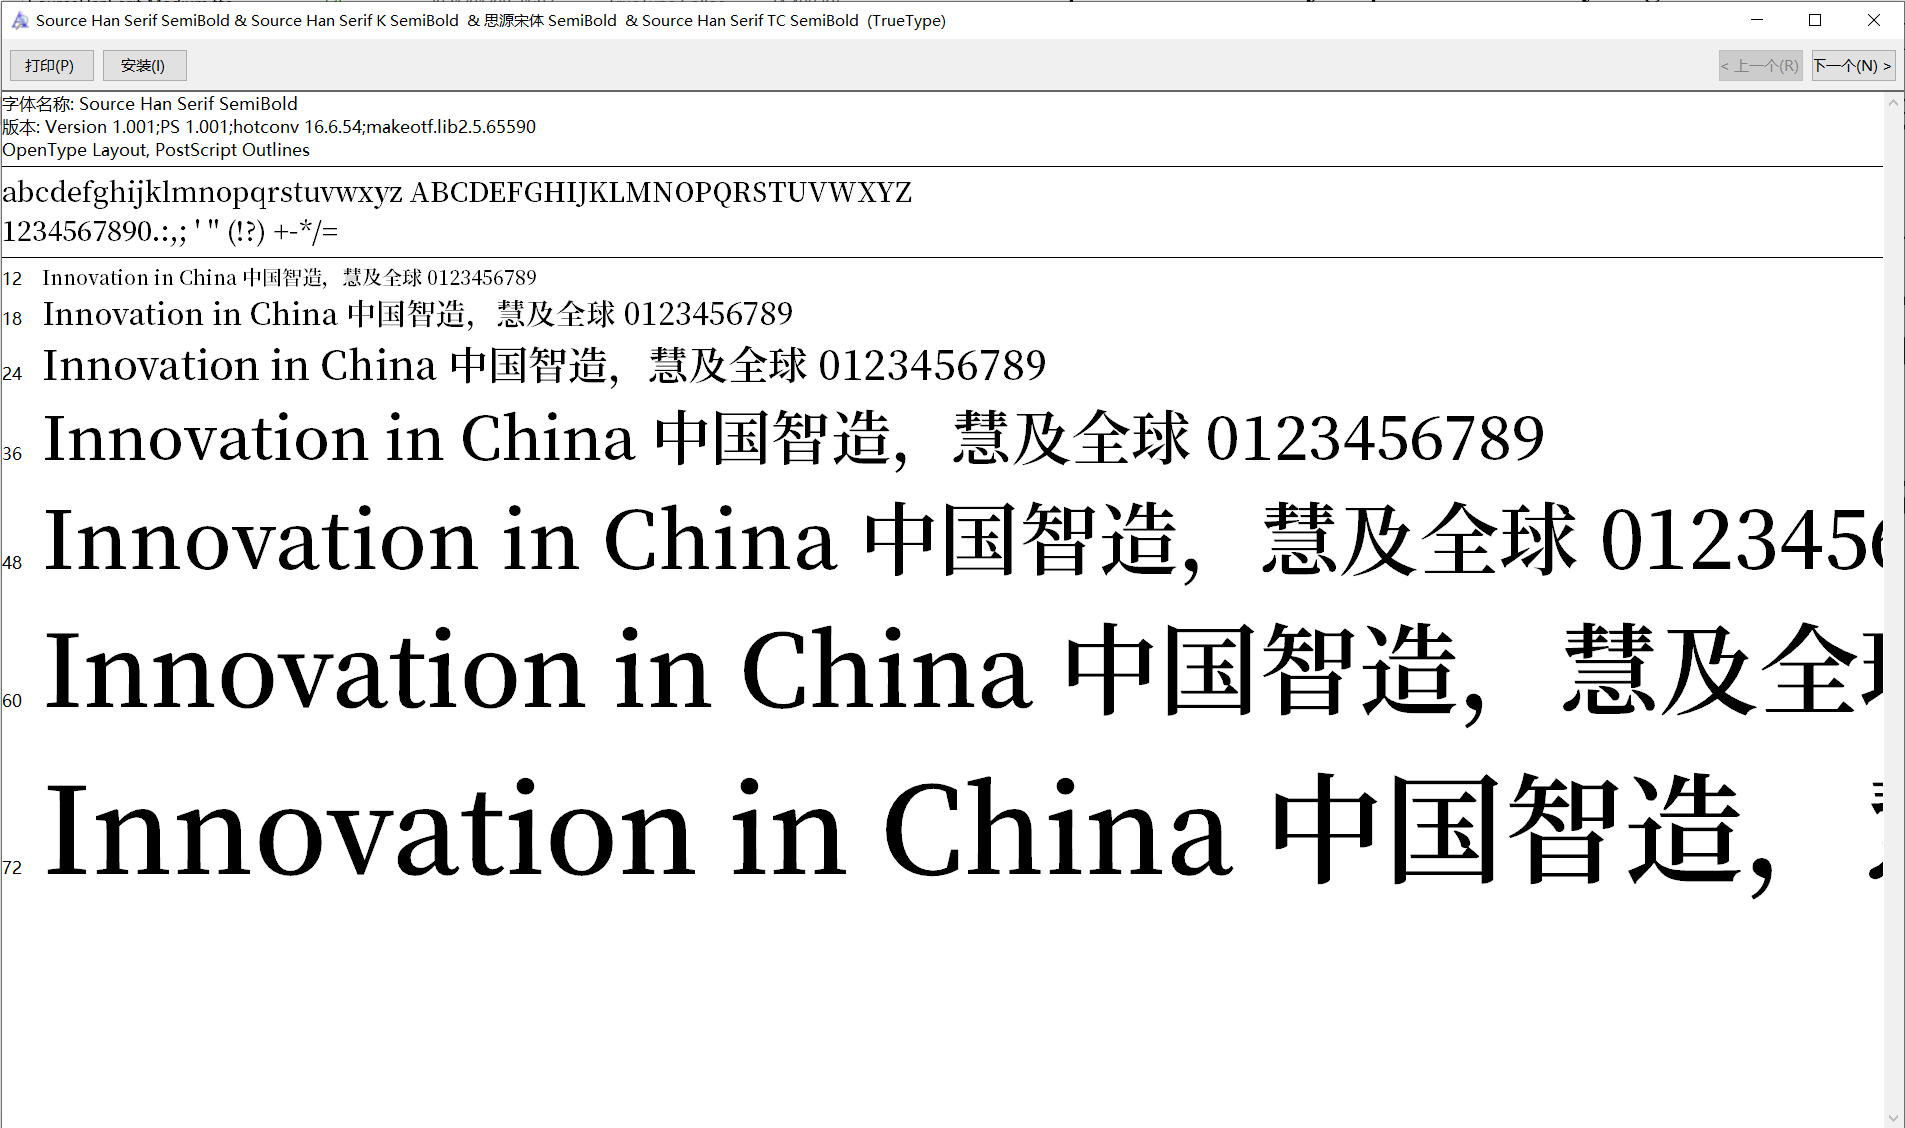 Source Han Serif SemiBold & Source Han Serif K SemiBold & 思源宋体 SemiBold & Source Han Serif TC SemiBold (TrueType)
打印(P) 安装(I) < 上一个(R) 下一个(N) >
字体名称: Source Han Serif SemiBold
版本: Version 1.001;PS 1.001;hotconv 16.6.54;makeotf.lib2.5.65590
OpenType Layout, PostScript Outlines
abcdefghijklmnopqrstuvwxyz ABCDEFGHIJKLMNOPQRSTUVWXYZ
1234567890.:,; ' " (!?) +-*/=
12 Innovation in China 中国智造，慧及全球 0123456789
18 Innovation in China 中国智造，慧及全球 0123456789
24 Innovation in China 中国智造，慧及全球 0123456789
36 Innovation in China 中国智造，慧及全球 0123456789
48 Innovation in China 中国智造，慧及全球 0123456
60 Innovation in China 中国智造，慧及全球
72 Innovation in China 中国智造，